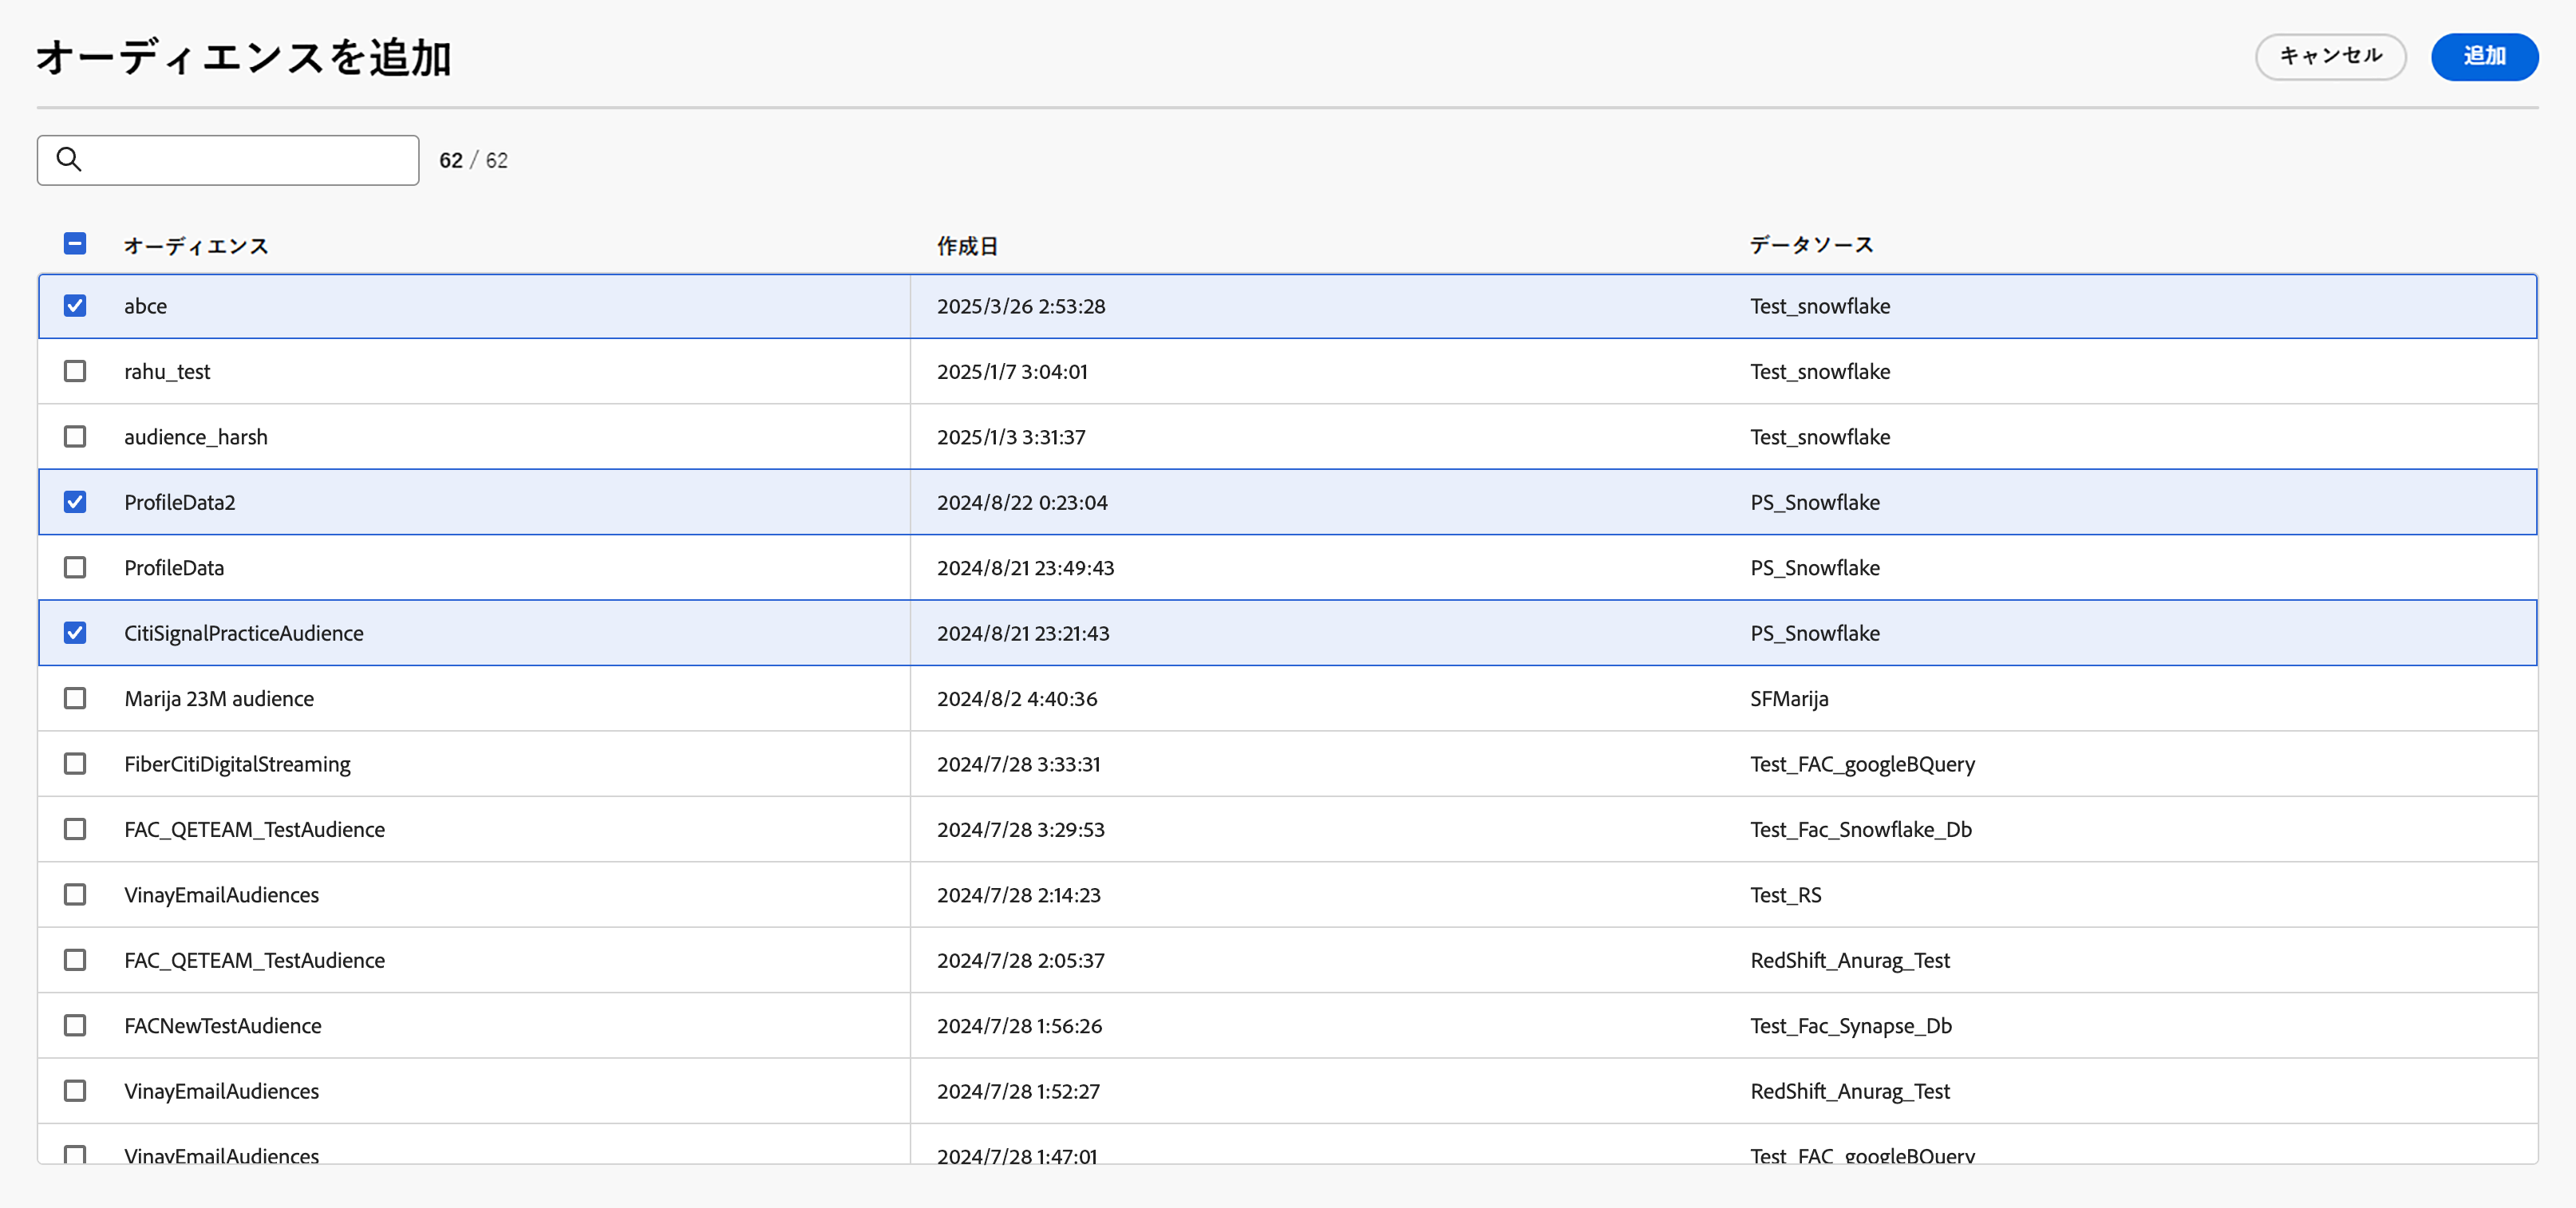 オーディエンスを追加 キャンセル 追加
62 / 62
オーディエンス 作成日 データソース
abce 2025/3/26 2:53:28 Test_snowflake
rahu_test 2025/1/7 3:04:01 Test_snowflake
audience_harsh 2025/1/3 3:31:37 Test_snowflake
ProfileData2 2024/8/22 0:23:04 PS_Snowflake
ProfileData 2024/8/21 23:49:43 PS_Snowflake
CitiSignalPracticeAudience 2024/8/21 23:21:43 PS_Snowflake
Marija 23M audience 2024/8/2 4:40:36 SFMarija
FiberCitiDigitalStreaming 2024/7/28 3:33:31 Test_FAC_googleBQuery
FAC_QETEAM_TestAudience 2024/7/28 3:29:53 Test_Fac_Snowflake_Db
VinayEmailAudiences 2024/7/28 2:14:23 Test_RS
FAC_QETEAM_TestAudience 2024/7/28 2:05:37 RedShift_Anurag_Test
FACNewTestAudience 2024/7/28 1:56:26 Test_Fac_Synapse_Db
VinayEmailAudiences 2024/7/28 1:52:27 RedShift_Anurag_Test
VinayEmailAudiences 2024/7/28 1:47:01 Test_FAC_googleBQuery